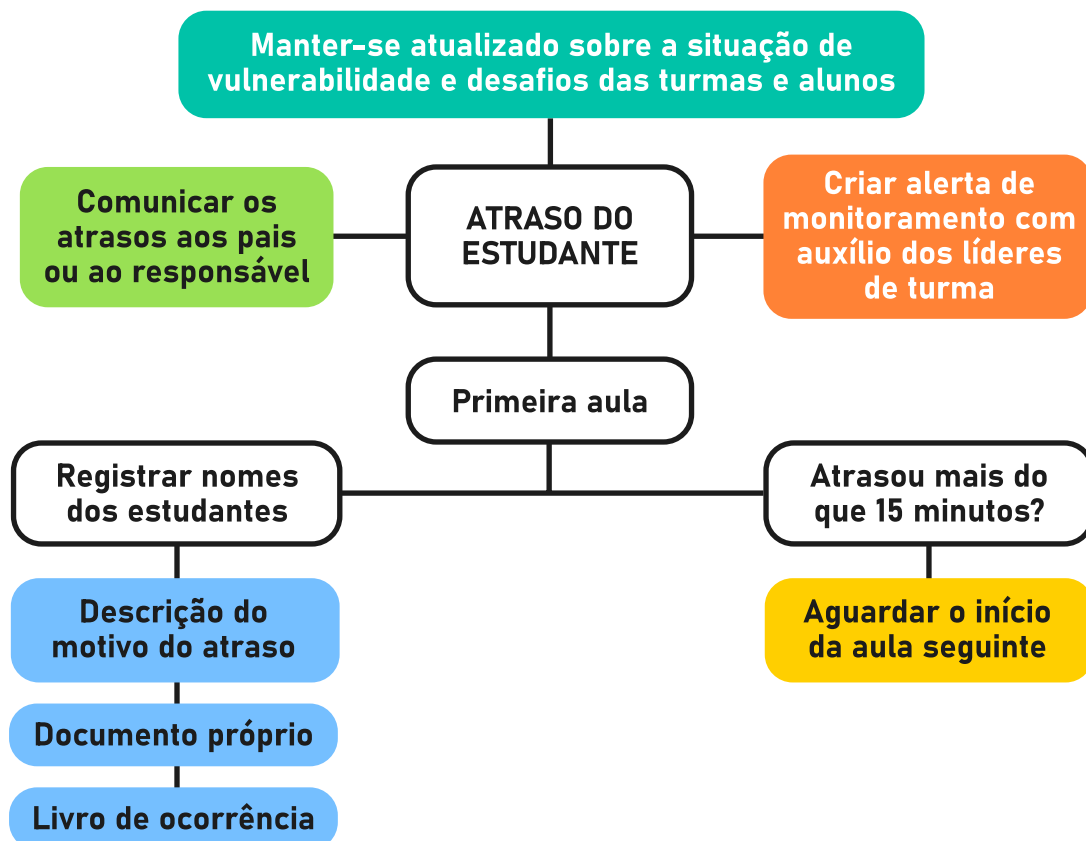 Manter-se atualizado sobre a situação de
vulnerabilidade e desafios das turmas e alunos
Comunicar os
atrasos aos pais
ou ao responsável
ATRASO DO
ESTUDANTE
Criar alerta de
monitoramento com
auxílio dos líderes
de turma
Primeira aula
Registrar nomes
dos estudantes
Atrasou mais do
que 15 minutos?
Descrição do
motivo do atraso
Aguardar o início
da aula seguinte
Documento próprio
Livro de ocorrência